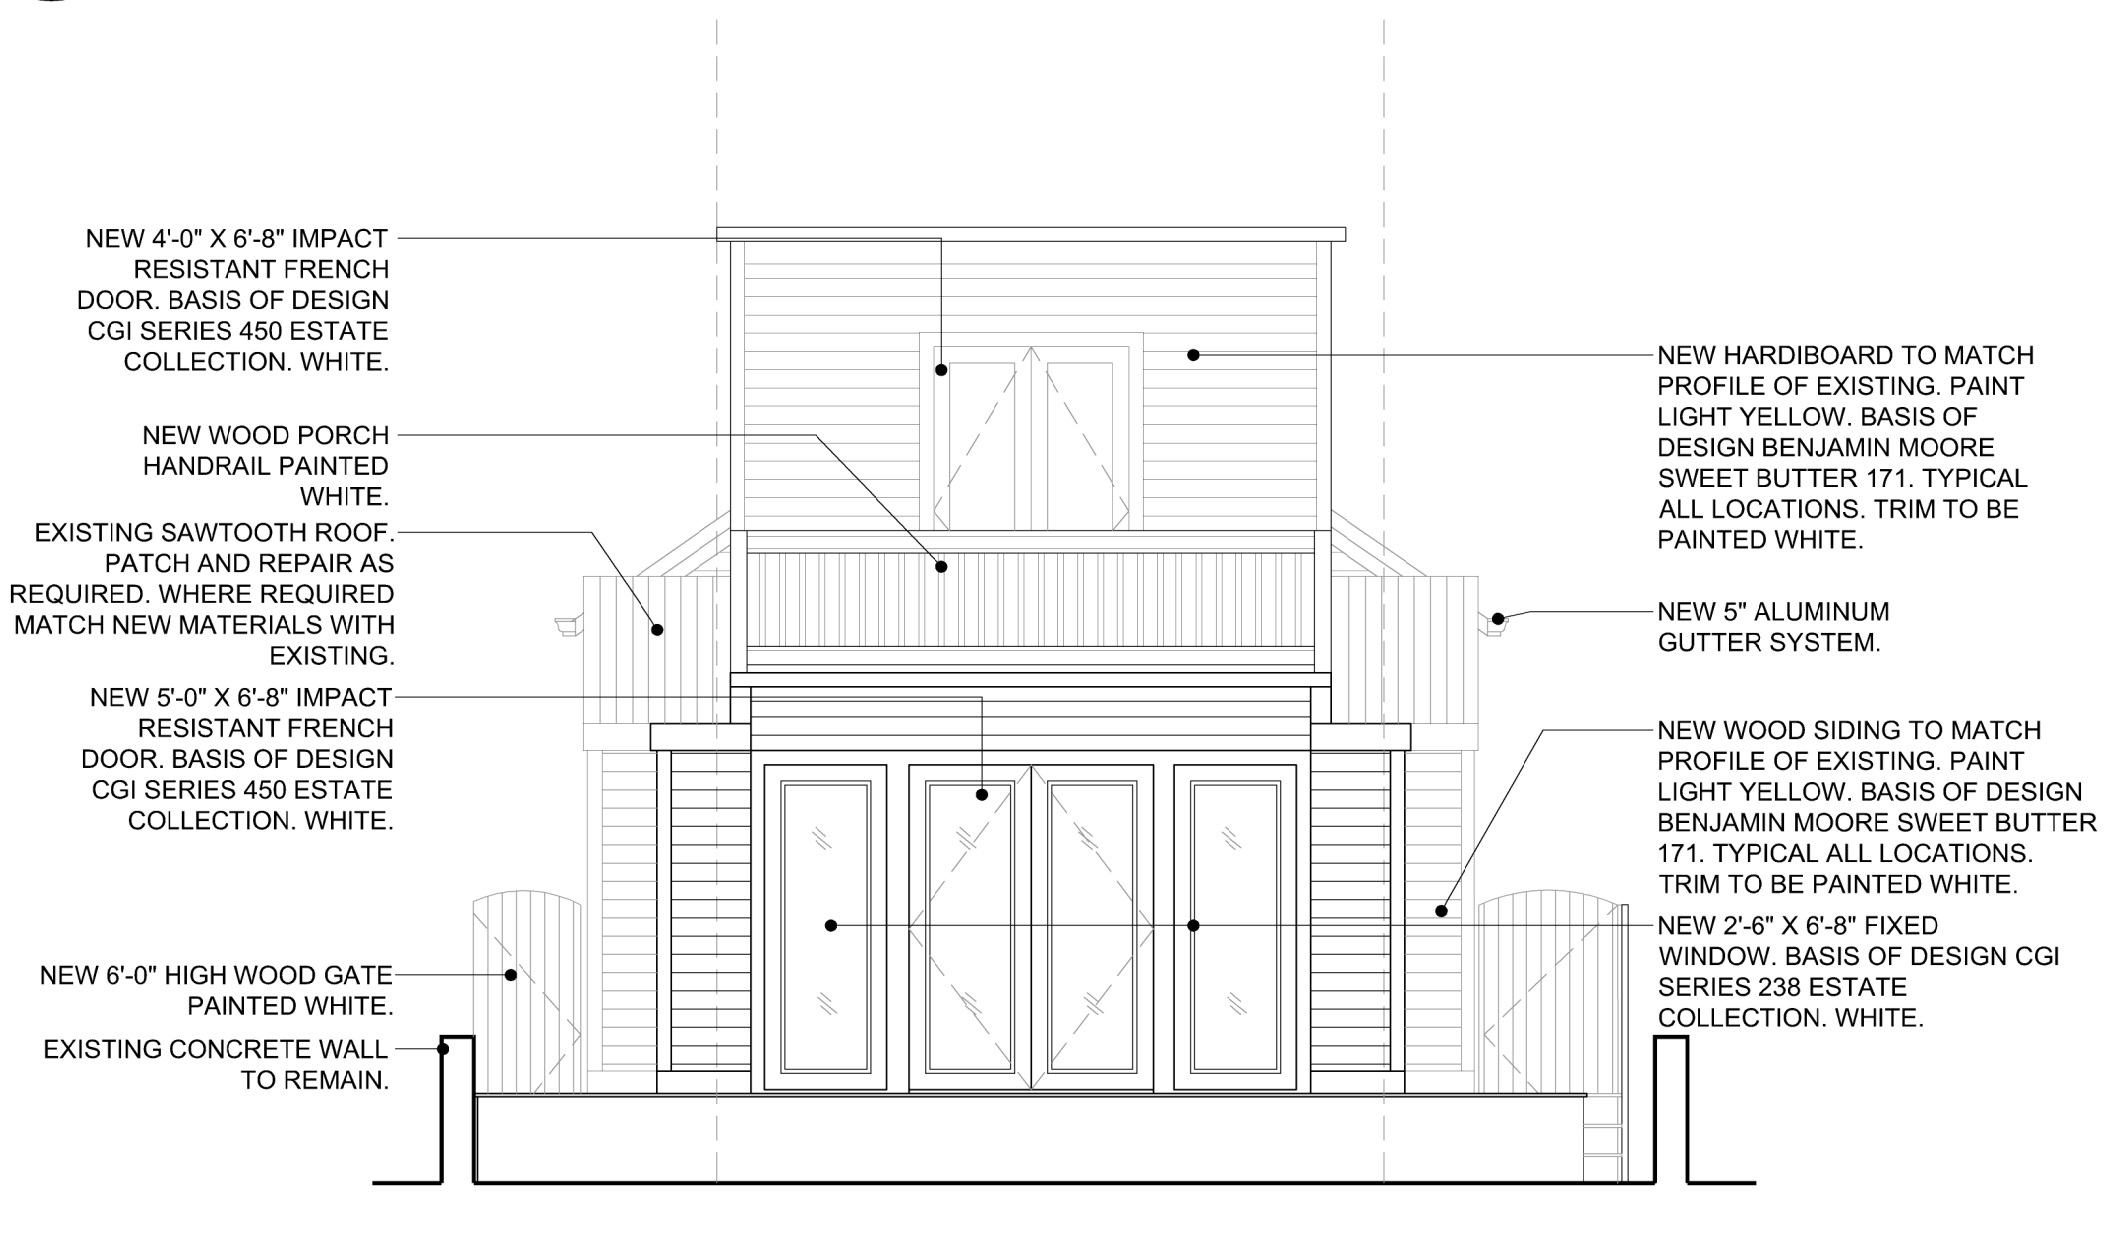 NEW 4'-0" X 6'-8" IMPACT
RESISTANT FRENCH
DOOR. BASIS OF DESIGN
CGI SERIES 450 ESTATE
COLLECTION. WHITE.
NEW WOOD PORCH
HANDRAIL PAINTED
WHITE.
EXISTING SAWTOOTH ROOF.
PATCH AND REPAIR AS
REQUIRED. WHERE REQUIRED
MATCH NEW MATERIALS WITH
EXISTING.
NEW 5'-0" X 6'-8" IMPACT
RESISTANT FRENCH
DOOR. BASIS OF DESIGN
CGI SERIES 450 ESTATE
COLLECTION. WHITE.
NEW 6'-0" HIGH WOOD GATE
PAINTED WHITE.
EXISTING CONCRETE WALL
TO REMAIN.
NEW HARDIBOARD TO MATCH
PROFILE OF EXISTING. PAINT
LIGHT YELLOW. BASIS OF
DESIGN BENJAMIN MOORE
SWEET BUTTER 171. TYPICAL
ALL LOCATIONS. TRIM TO BE
PAINTED WHITE.
NEW 5" ALUMINUM
GUTTER SYSTEM.
NEW WOOD SIDING TO MATCH
PROFILE OF EXISTING. PAINT
LIGHT YELLOW. BASIS OF DESIGN
BENJAMIN MOORE SWEET BUTTER
171. TYPICAL ALL LOCATIONS.
TRIM TO BE PAINTED WHITE.
NEW 2'-6" X 6'-8" FIXED
WINDOW. BASIS OF DESIGN CGI
SERIES 238 ESTATE
COLLECTION. WHITE.